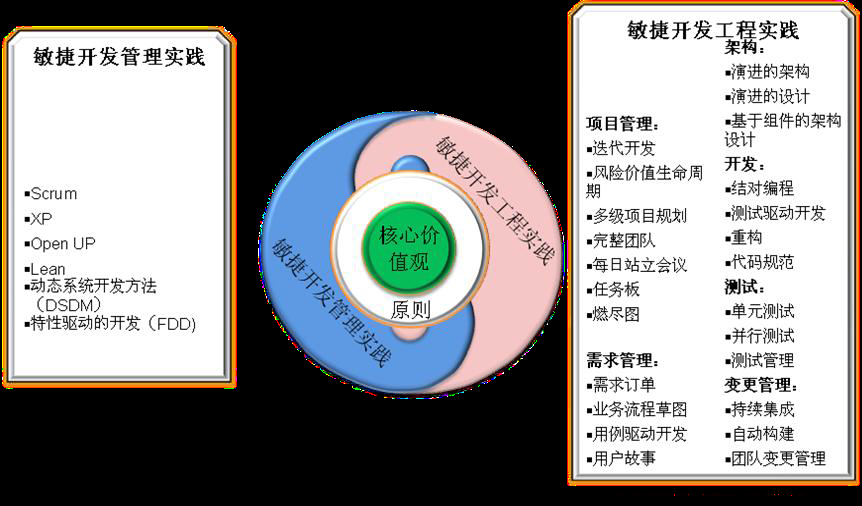 敏捷开发管理实践
▪Scrum
▪XP
▪Open UP
▪Lean
▪动态系统开发方法
（DSDM）
▪特性驱动的开发（FDD)
敏捷开发工程实践
敏捷开发管理实践
核心价
值观
原则
敏捷开发工程实践
项目管理：
▪迭代开发
▪风险价值生命周
期
▪多级项目规划
▪完整团队
▪每日站立会议
▪任务板
▪燃尽图
需求管理：
▪需求订单
▪业务流程草图
▪用例驱动开发
▪用户故事
架构：
▪演进的架构
▪演进的设计
▪基于组件的架构
设计
开发：
▪结对编程
▪测试驱动开发
▪重构
▪代码规范
测试：
▪单元测试
▪并行测试
▪测试管理
变更管理：
▪持续集成
▪自动构建
▪团队变更管理